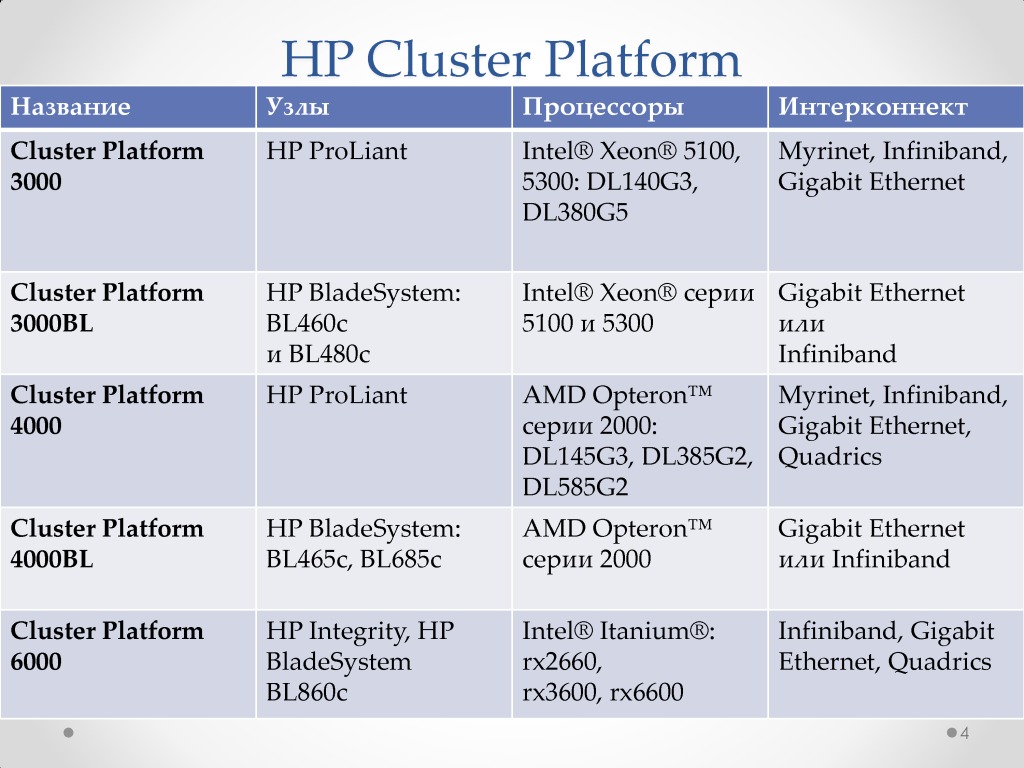 HP Cluster Platform
Название
Узлы
Процессоры
Интерконнект
Cluster Platform
3000
HP ProLiant
Intel® Xeon® 5100,
5300: DL140G3,
DL380G5
Myrinet, Infiniband,
Gigabit Ethernet
Cluster Platform
3000BL
HP BladeSystem:
BL460c
и BL480c
Intel® Xeon® серии
5100 и 5300
Gigabit Ethernet
или
Infiniband
Cluster Platform
4000
HP ProLiant
AMD Opteron™
серии 2000:
DL145G3, DL385G2,
DL585G2
Myrinet, Infiniband,
Gigabit Ethernet,
Quadrics
Cluster Platform
4000BL
HP BladeSystem:
BL465c, BL685c
AMD Opteron™
серии 2000
Gigabit Ethernet
или Infiniband
Cluster Platform
6000
HP Integrity, HP
BladeSystem
BL860c
Intel® Itanium®:
rx2660,
rx3600, rx6600
Infiniband, Gigabit
Ethernet, Quadrics
4